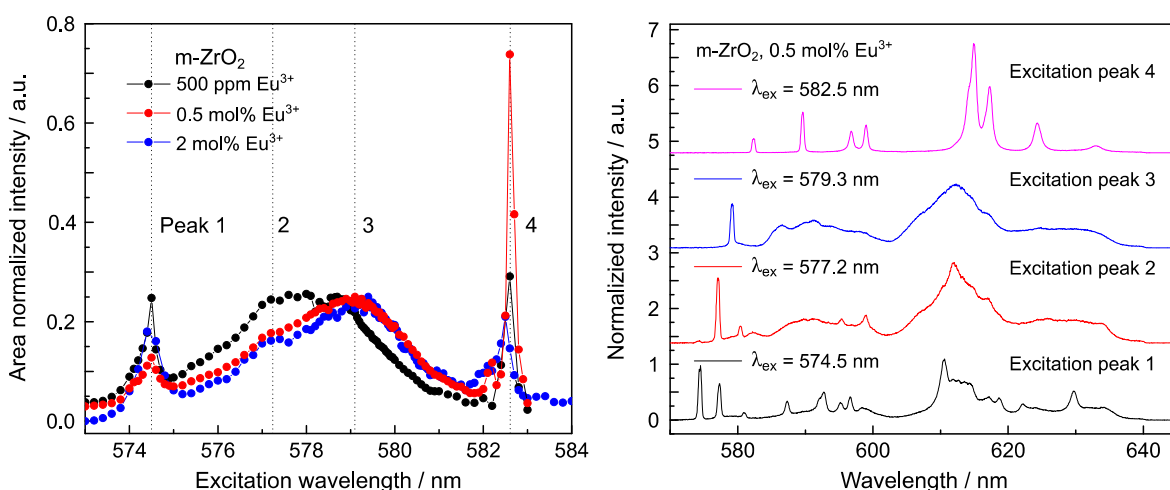 0.8
0.6
0.4
0.2
0.0
Area normalized intensity / a.u.
m-ZrO₂
500 ppm Eu³⁺
0.5 mol% Eu³⁺
2 mol% Eu³⁺
Peak 1
2
3
4
574
576
578
580
582
584
Excitation wavelength / nm
7
6
5
4
3
2
1
0
Normalizied intensity / a.u.
m-ZrO₂, 0.5 mol% Eu³⁺
Excitation peak 4
λex = 582.5 nm
λex = 579.3 nm
Excitation peak 3
λex = 577.2 nm
Excitation peak 2
λex = 574.5 nm
Excitation peak 1
580
600
620
640
Wavelength / nm